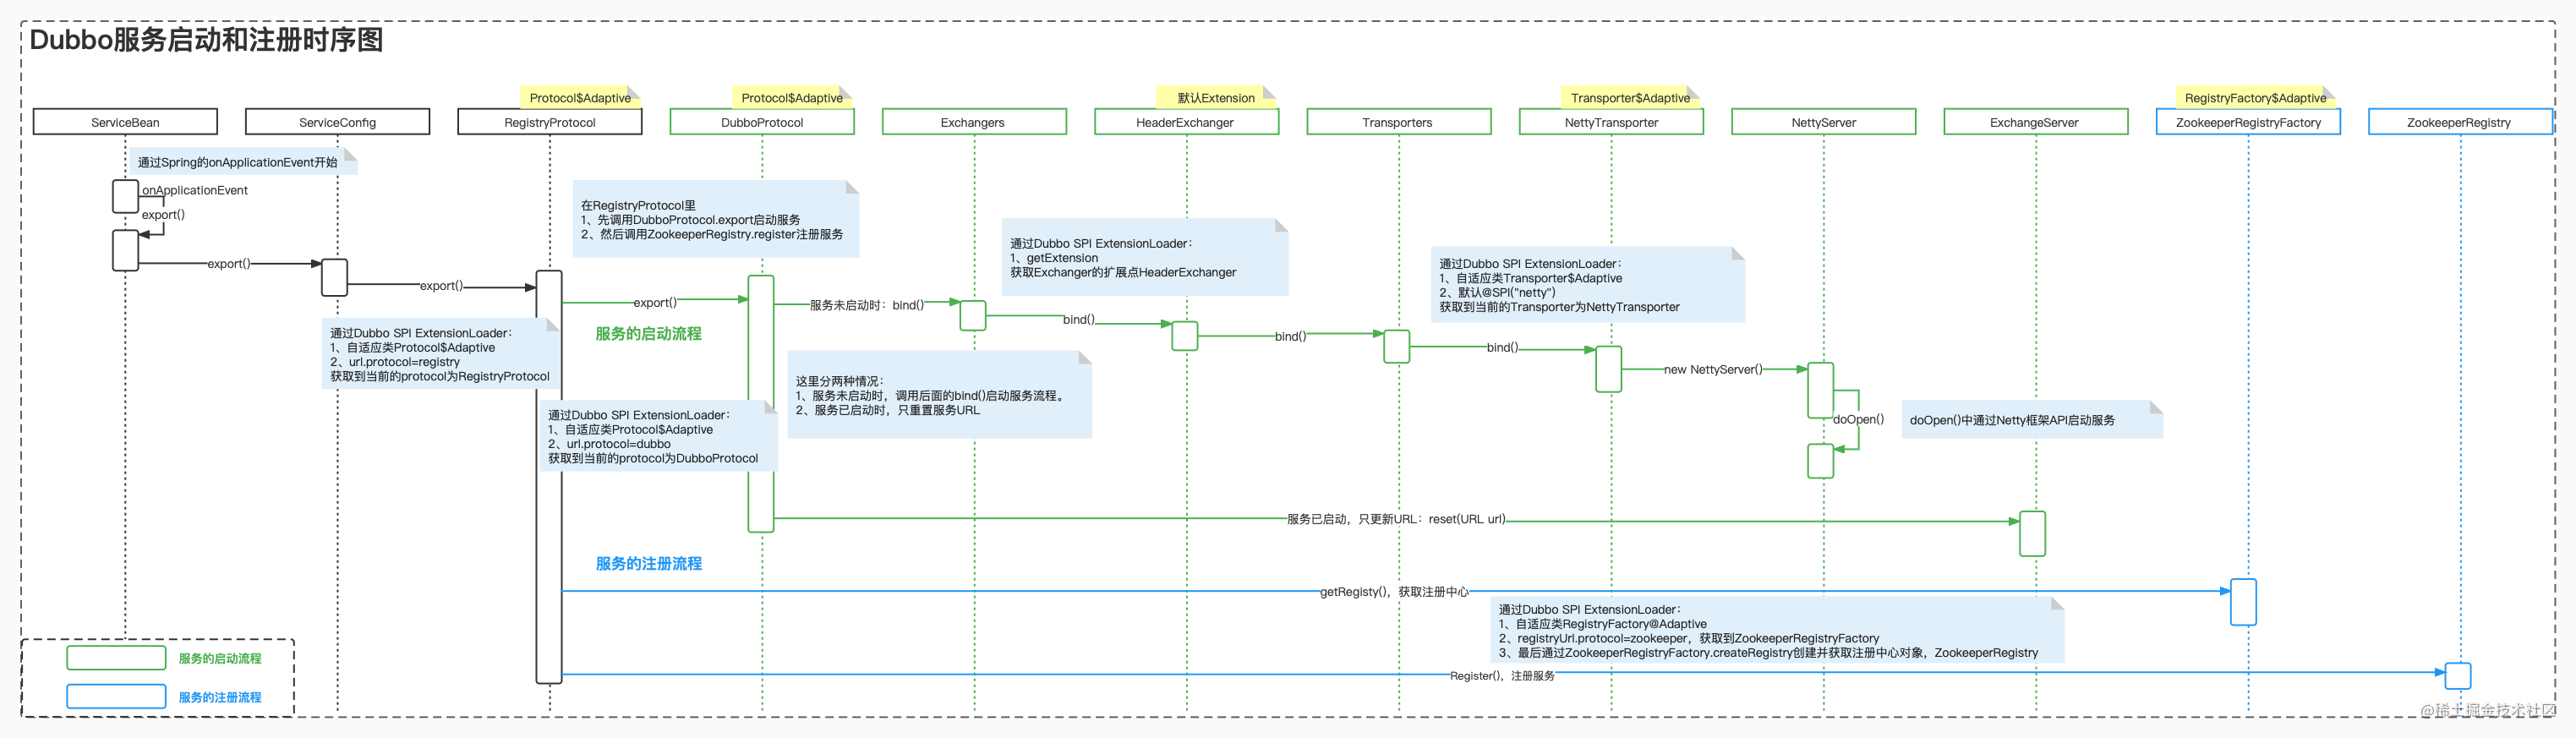 Dubbo服务启动和注册时序图
Protocol$Adaptive
Protocol$Adaptive
默认Extension
Transporter$Adaptive
RegistryFactory$Adaptive
ServiceBean
ServiceConfig
RegistryProtocol
DubboProtocol
Exchangers
HeaderExchanger
Transporters
NettyTransporter
NettyServer
ExchangeServer
ZookeeperRegistryFactory
ZookeeperRegistry
通过Spring的onApplicationEvent开始
onApplicationEvent
export()
export()
export()
在RegistryProtocol里
1、先调用DubboProtocol.export启动服务
2、然后调用ZookeeperRegistry.register注册服务
export()
服务的启动流程
服务未启动时：bind()
通过Dubbo SPI ExtensionLoader：
1、getExtension
获取Exchanger的扩展点HeaderExchanger
bind()
bind()
通过Dubbo SPI ExtensionLoader：
1、自适应类Transporter$Adaptive
2、默认@SPI("netty")
获取到当前的Transporter为NettyTransporter
bind()
new NettyServer()
doOpen()
doOpen()中通过Netty框架API启动服务
通过Dubbo SPI ExtensionLoader：
1、自适应类Protocol$Adaptive
2、url.protocol=registry
获取到当前的protocol为RegistryProtocol
通过Dubbo SPI ExtensionLoader：
1、自适应类Protocol$Adaptive
2、url.protocol=dubbo
获取到当前的protocol为DubboProtocol
这里分两种情况：
1、服务未启动时，调用后面的bind()启动服务流程。
2、服务已启动时，只重置服务URL
服务已启动，只更新URL：reset(URL url)
服务的注册流程
getRegisty()，获取注册中心
通过Dubbo SPI ExtensionLoader：
1、自适应类RegistryFactory@Adaptive
2、registryUrl.protocol=zookeeper，获取到ZookeeperRegistryFactory
3、最后通过ZookeeperRegistryFactory.createRegistry创建并获取注册中心对象，ZookeeperRegistry
Register()，注册服务
服务的启动流程
服务的注册流程
@稀土掘金技术社区